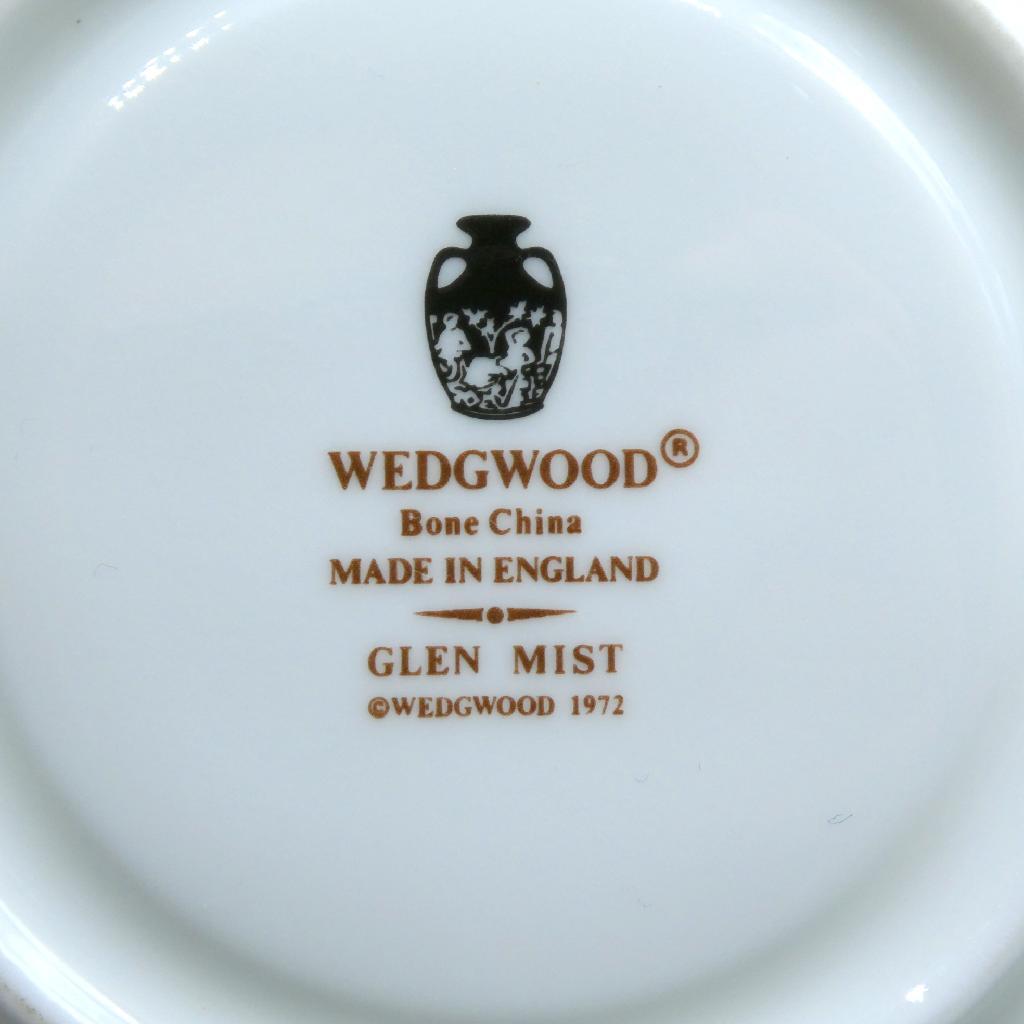 WEDGWOOD®
Bone China
MADE IN ENGLAND
GLEN MIST
©WEDGWOOD 1972